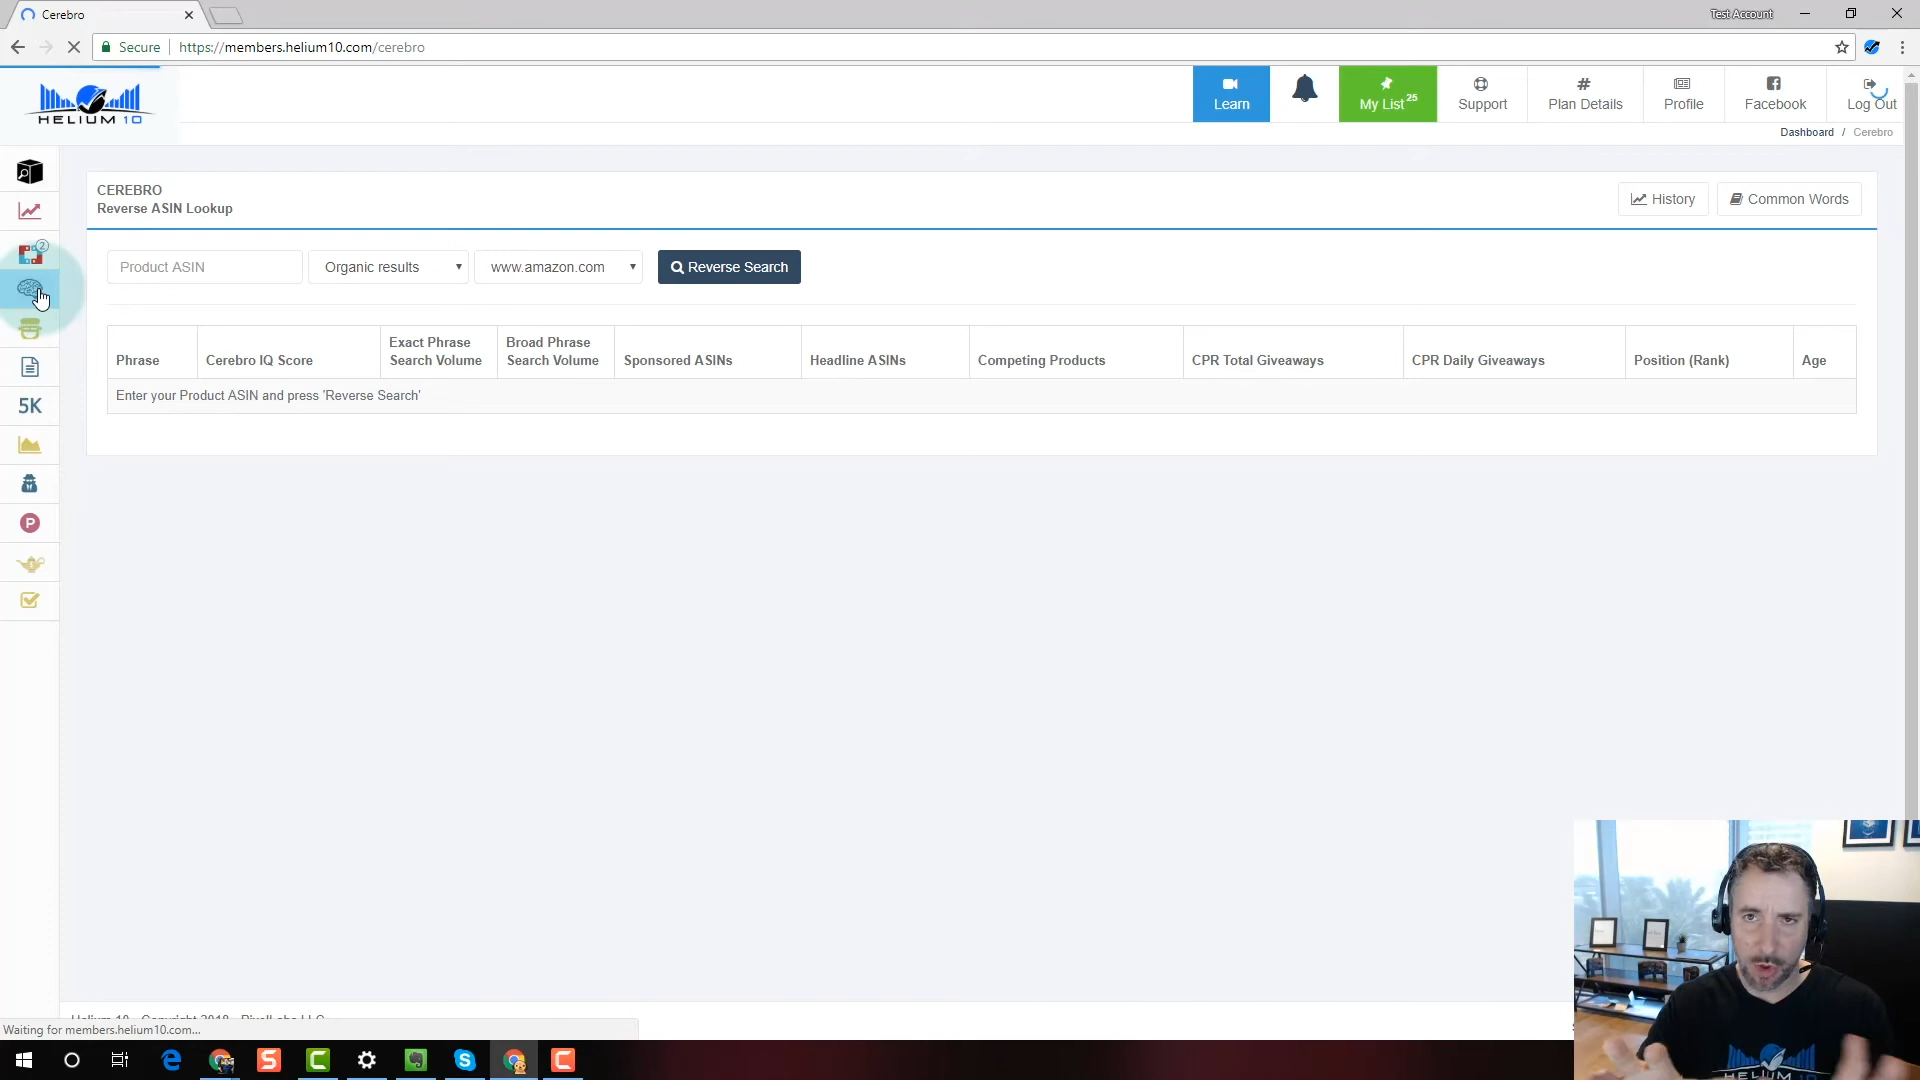 Cerebro
Test Account
Secure
https://members.helium10.com/cerebro
HELIUM 10
Learn
My List 25
Support
Plan Details
Profile
Facebook
Log Out
Dashboard / Cerebro
CEREBRO
Reverse ASIN Lookup
History
Common Words
2
Product ASIN
Organic results
www.amazon.com
Reverse Search
Phrase
Cerebro IQ Score
Exact Phrase
Search Volume
Broad Phrase
Search Volume
Sponsored ASINs
Headline ASINs
Competing Products
CPR Total Giveaways
CPR Daily Giveaways
Position (Rank)
Age
Enter your Product ASIN and press 'Reverse Search'
5K
P
Waiting for members.helium10.com...
HELIUM 10